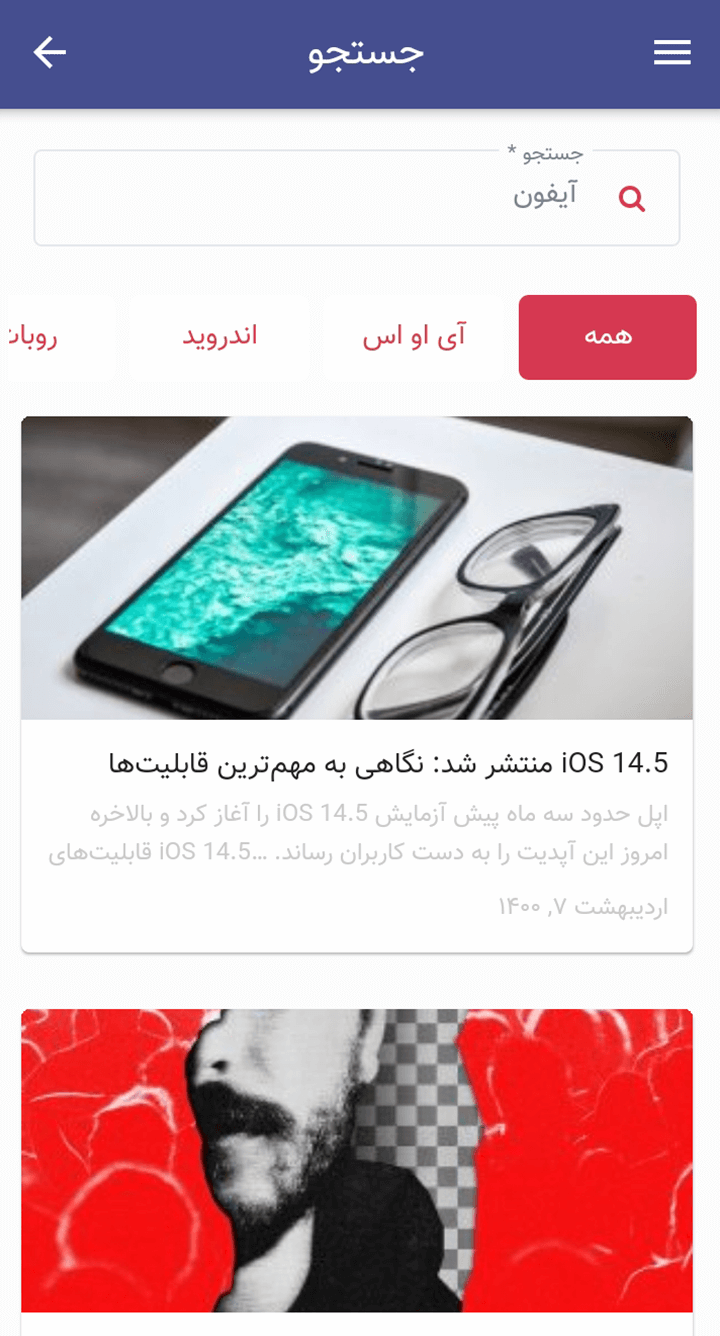 جستجو
جستجو *
آیفون
همه
آی او اس
اندروید
iOS 14.5 منتشر شد: نگاهی به مهم‌ترین قابلیت‌ها
اپل حدود سه ماه پیش آزمایش iOS 14.5 را آغاز کرد و بالاخره
امروز این آپدیت را به دست کاربران رساند. …iOS 14.5 قابلیت‌های
اردیبهشت ۷, ۱۴۰۰